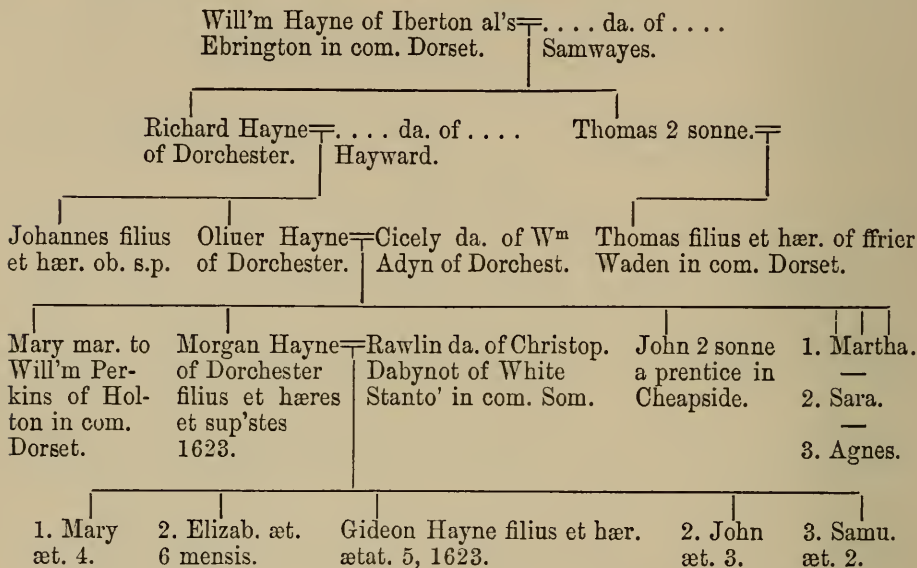 Will'm Hayne of Iberton al's=. . . . da. of . . . .
Ebrington in com. Dorset. Samwayes.
Richard Hayne=. . . . da. of . . . . Thomas 2 sonne.=
of Dorchester. Hayward.
Johannes filius Oliuer Hayne=Cicely da. of Wᵐ Thomas filius et hær. of ffrier
et hær. ob. s.p. of Dorchester. Adyn of Dorchest. Waden in com. Dorset.
Mary mar. to Morgan Hayne=Rawlin da. of Christop. John 2 sonne 1. Martha.
Will'm Per- of Dorchester Dabynot of White a prentice in —
kins of Hol- filius et hæres Stanto' in com. Som. Cheapside. 2. Sara.
ton in com. et sup'stes —
Dorset. 1623. 3. Agnes.
1. Mary 2. Elizab. æt. Gideon Hayne filius et hær. 2. John 3. Samu.
æt. 4. 6 mensis. ætat. 5, 1623. æt. 3. æt. 2.